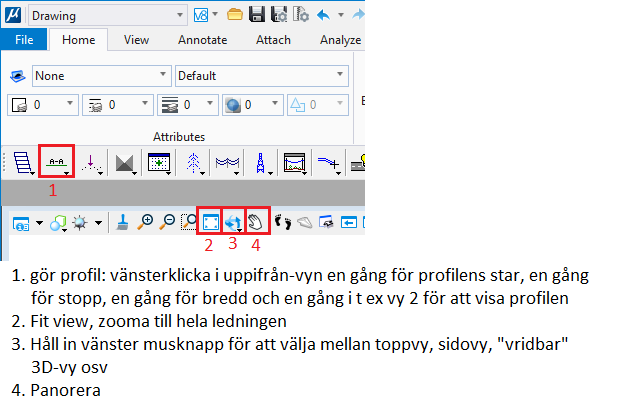 Drawing
File Home View Annotate Attach Analyze
None Default
0 0 0 0 0
Attributes
A-A
1
2 3 4
1. gör profil: vänsterklicka i uppifrån-vyn en gång för profilens star, en gång
för stopp, en gång för bredd och en gång i t ex vy 2 för att visa profilen
2. Fit view, zooma till hela ledningen
3. Håll in vänster musknapp för att välja mellan toppvy, sidovy, "vridbar"
3D-vy osv
4. Panorera